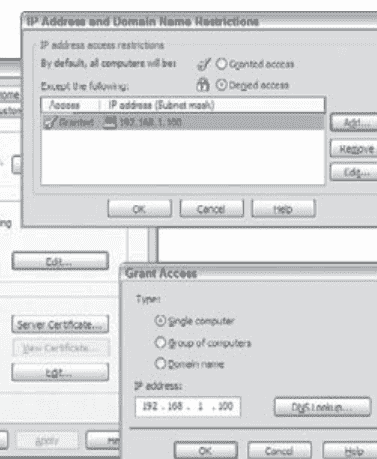 IP Address and Domain Name Restrictions
IP address access restrictions
By default, all computers will be:
Granted access
Denied access
Except the following:
Access
IP address (Subnet mask)
Granted
192.168.1.100
Add...
Remove
Edit...
OK
Cancel
Help
Edit...
Server Certificate...
View Certificate...
Edit...
Apply
Grant Access
Type:
Single computer
Group of computers
Domain name
IP address:
192 . 168 . 1 . 100
DNS Lookup...
OK
Cancel
Help